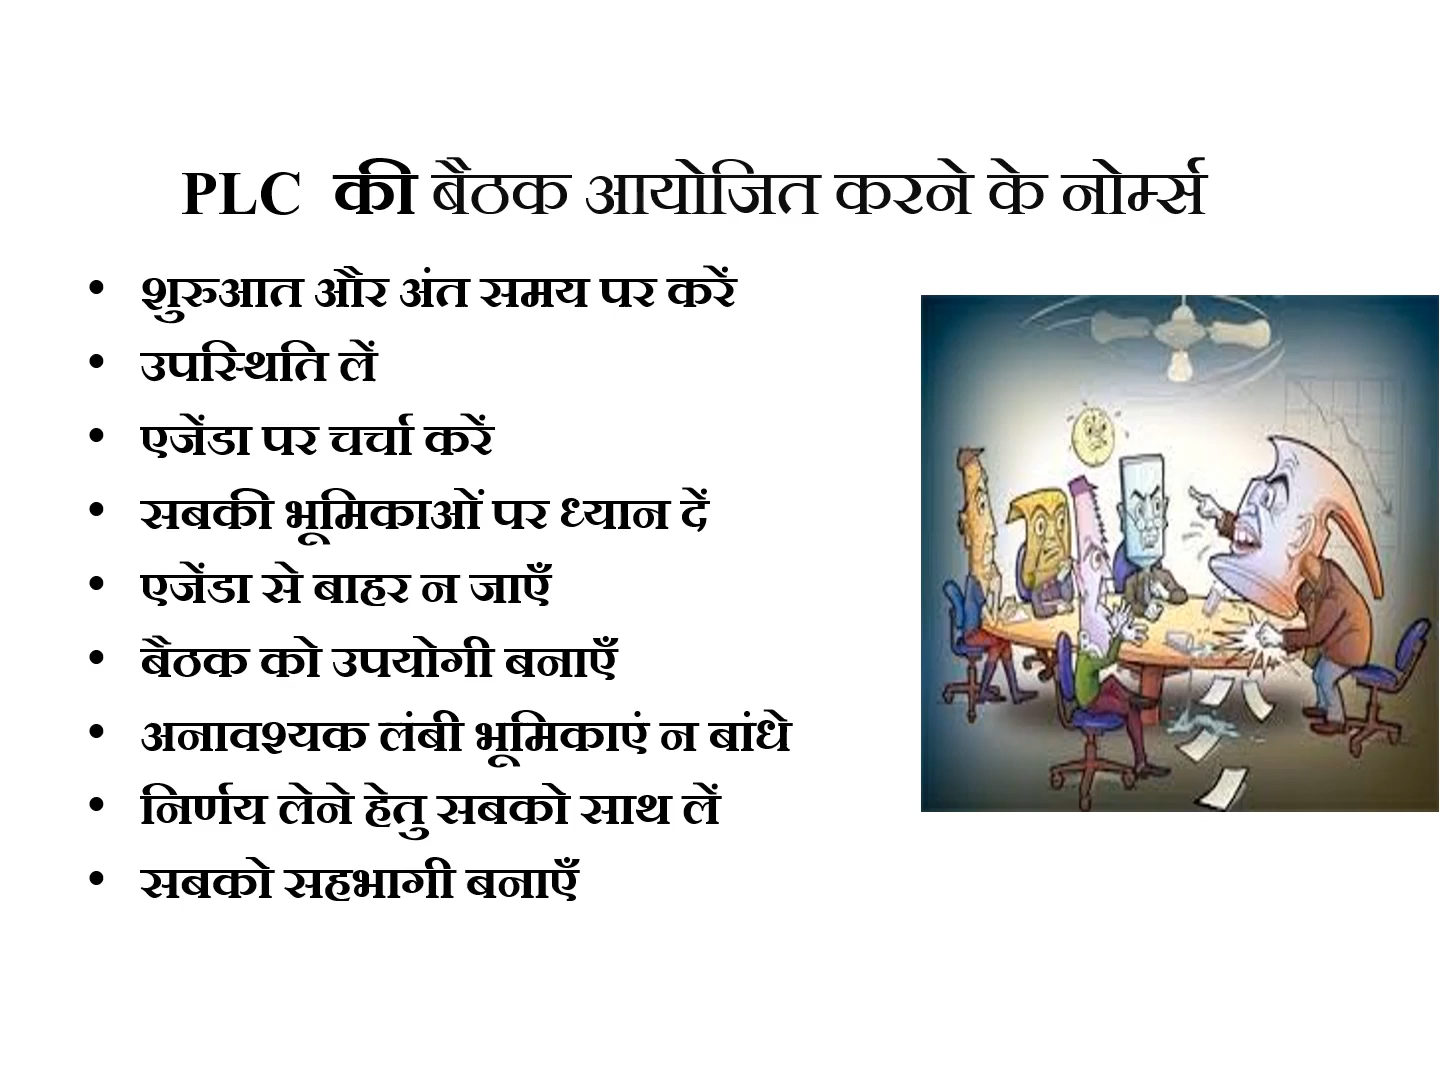 PLC की बैठक आयोजित करने के नोर्म्स
• शुरुआत और अंत समय पर करें
• उपस्थिति लें
• एजेंडा पर चर्चा करें
• सबकी भूमिकाओं पर ध्यान दें
• एजेंडा से बाहर न जाएँ
• बैठक को उपयोगी बनाएँ
• अनावश्यक लंबी भूमिकाएं न बांधे
• निर्णय लेने हेतु सबको साथ लें
• सबको सहभागी बनाएँ